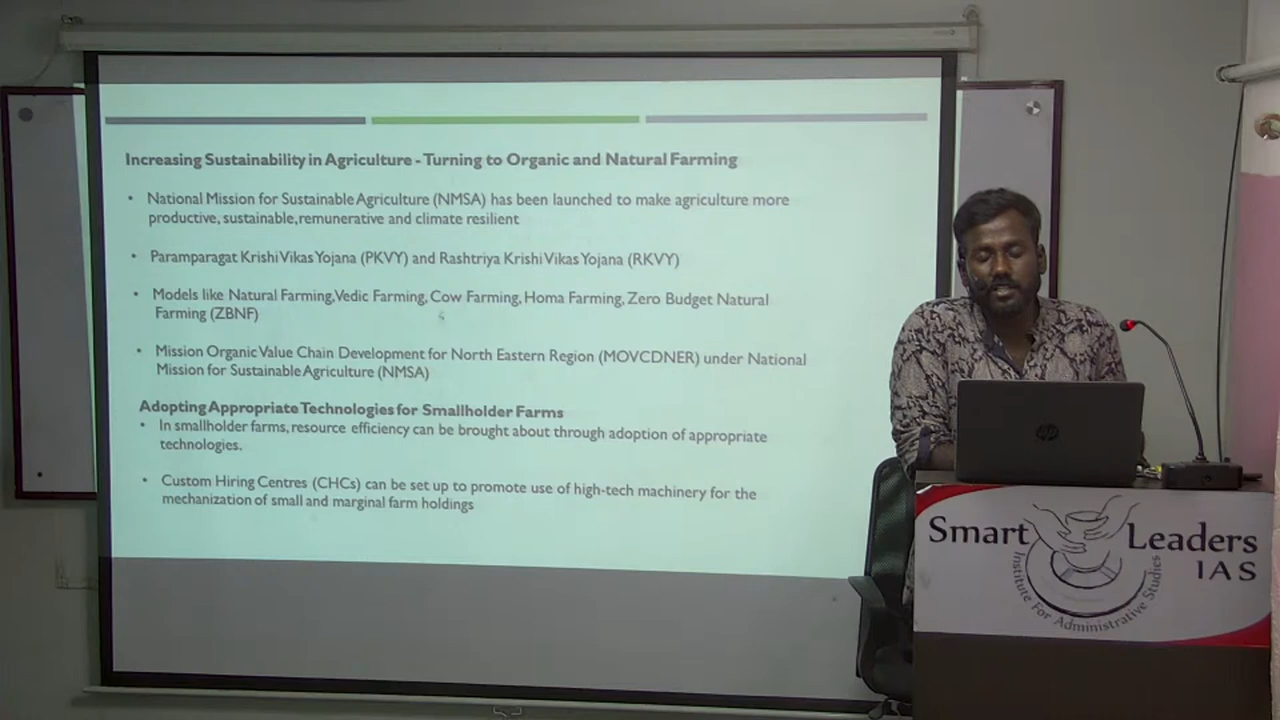 Increasing Sustainability in Agriculture - Turning to Organic and Natural Farming
• National Mission for Sustainable Agriculture (NMSA) has been launched to make agriculture more
productive, sustainable, remunerative and climate resilient
• Paramparagat Krishi Vikas Yojana (PKVY) and Rashtriya Krishi Vikas Yojana (RKVY)
• Models like Natural Farming, Vedic Farming, Cow Farming, Homa Farming, Zero Budget Natural
Farming (ZBNF)
• Mission Organic Value Chain Development for North Eastern Region (MOVCDNER) under National
Mission for Sustainable Agriculture (NMSA)
Adopting Appropriate Technologies for Smallholder Farms
• In smallholder farms, resource efficiency can be brought about through adoption of appropriate
technologies.
• Custom Hiring Centres (CHCs) can be set up to promote use of high-tech machinery for the
mechanization of small and marginal farm holdings
hp
Smart Leaders
IAS
Institute For Administrative Studies